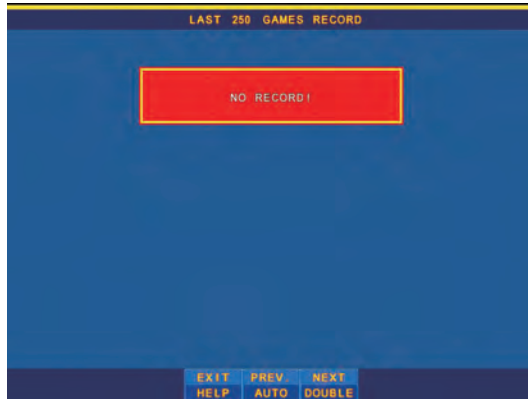 LAST 250 GAMES RECORD
NO RECORD!
EXIT PREV. NEXT
HELP AUTO DOUBLE